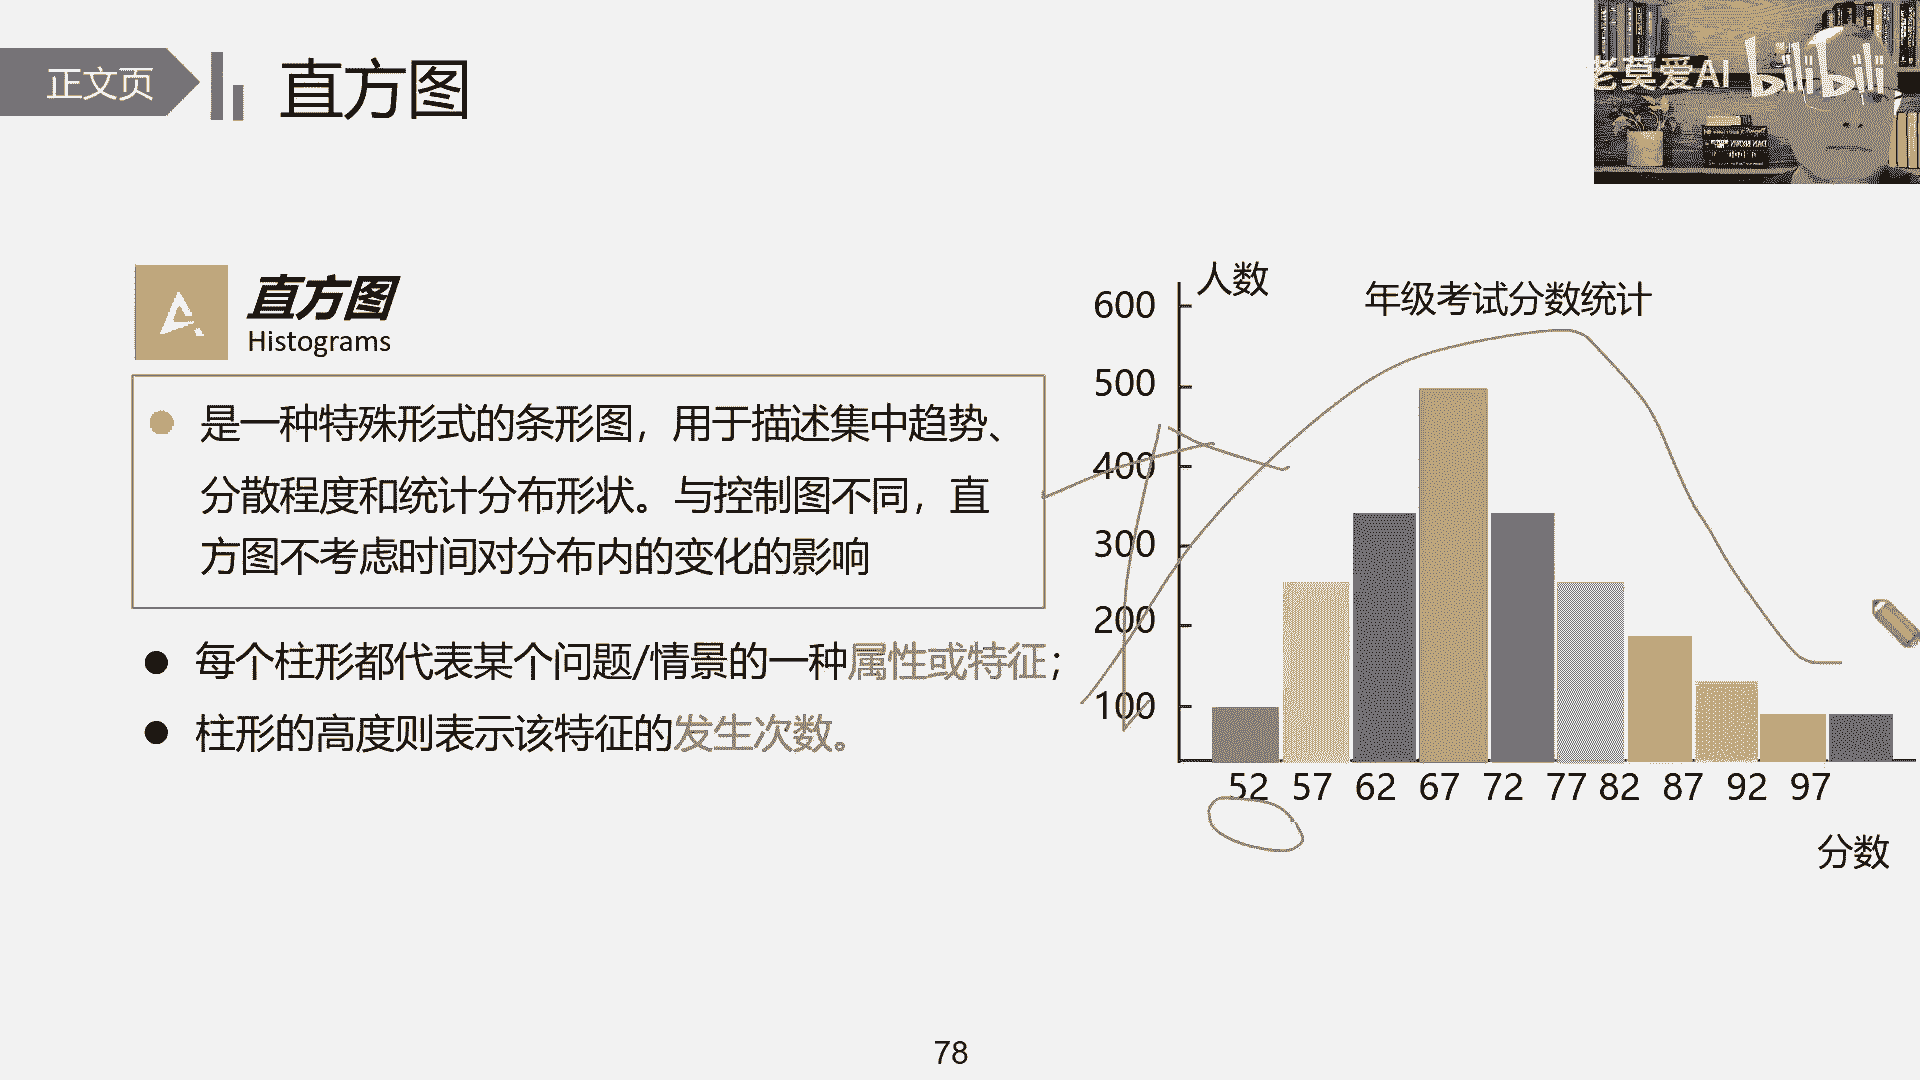 正文页
直方图
老莫爱AI bilibili
直方图
Histograms
是一种特殊形式的条形图，用于描述集中趋势、
分散程度和统计分布形状。与控制图不同，直
方图不考虑时间对分布内的变化的影响
每个柱形都代表某个问题/情景的一种属性或特征；
柱形的高度则表示该特征的发生次数。
人数
年级考试分数统计
600
500
400
300
200
100
52 57 62 67 72 77 82 87 92 97
分数
78